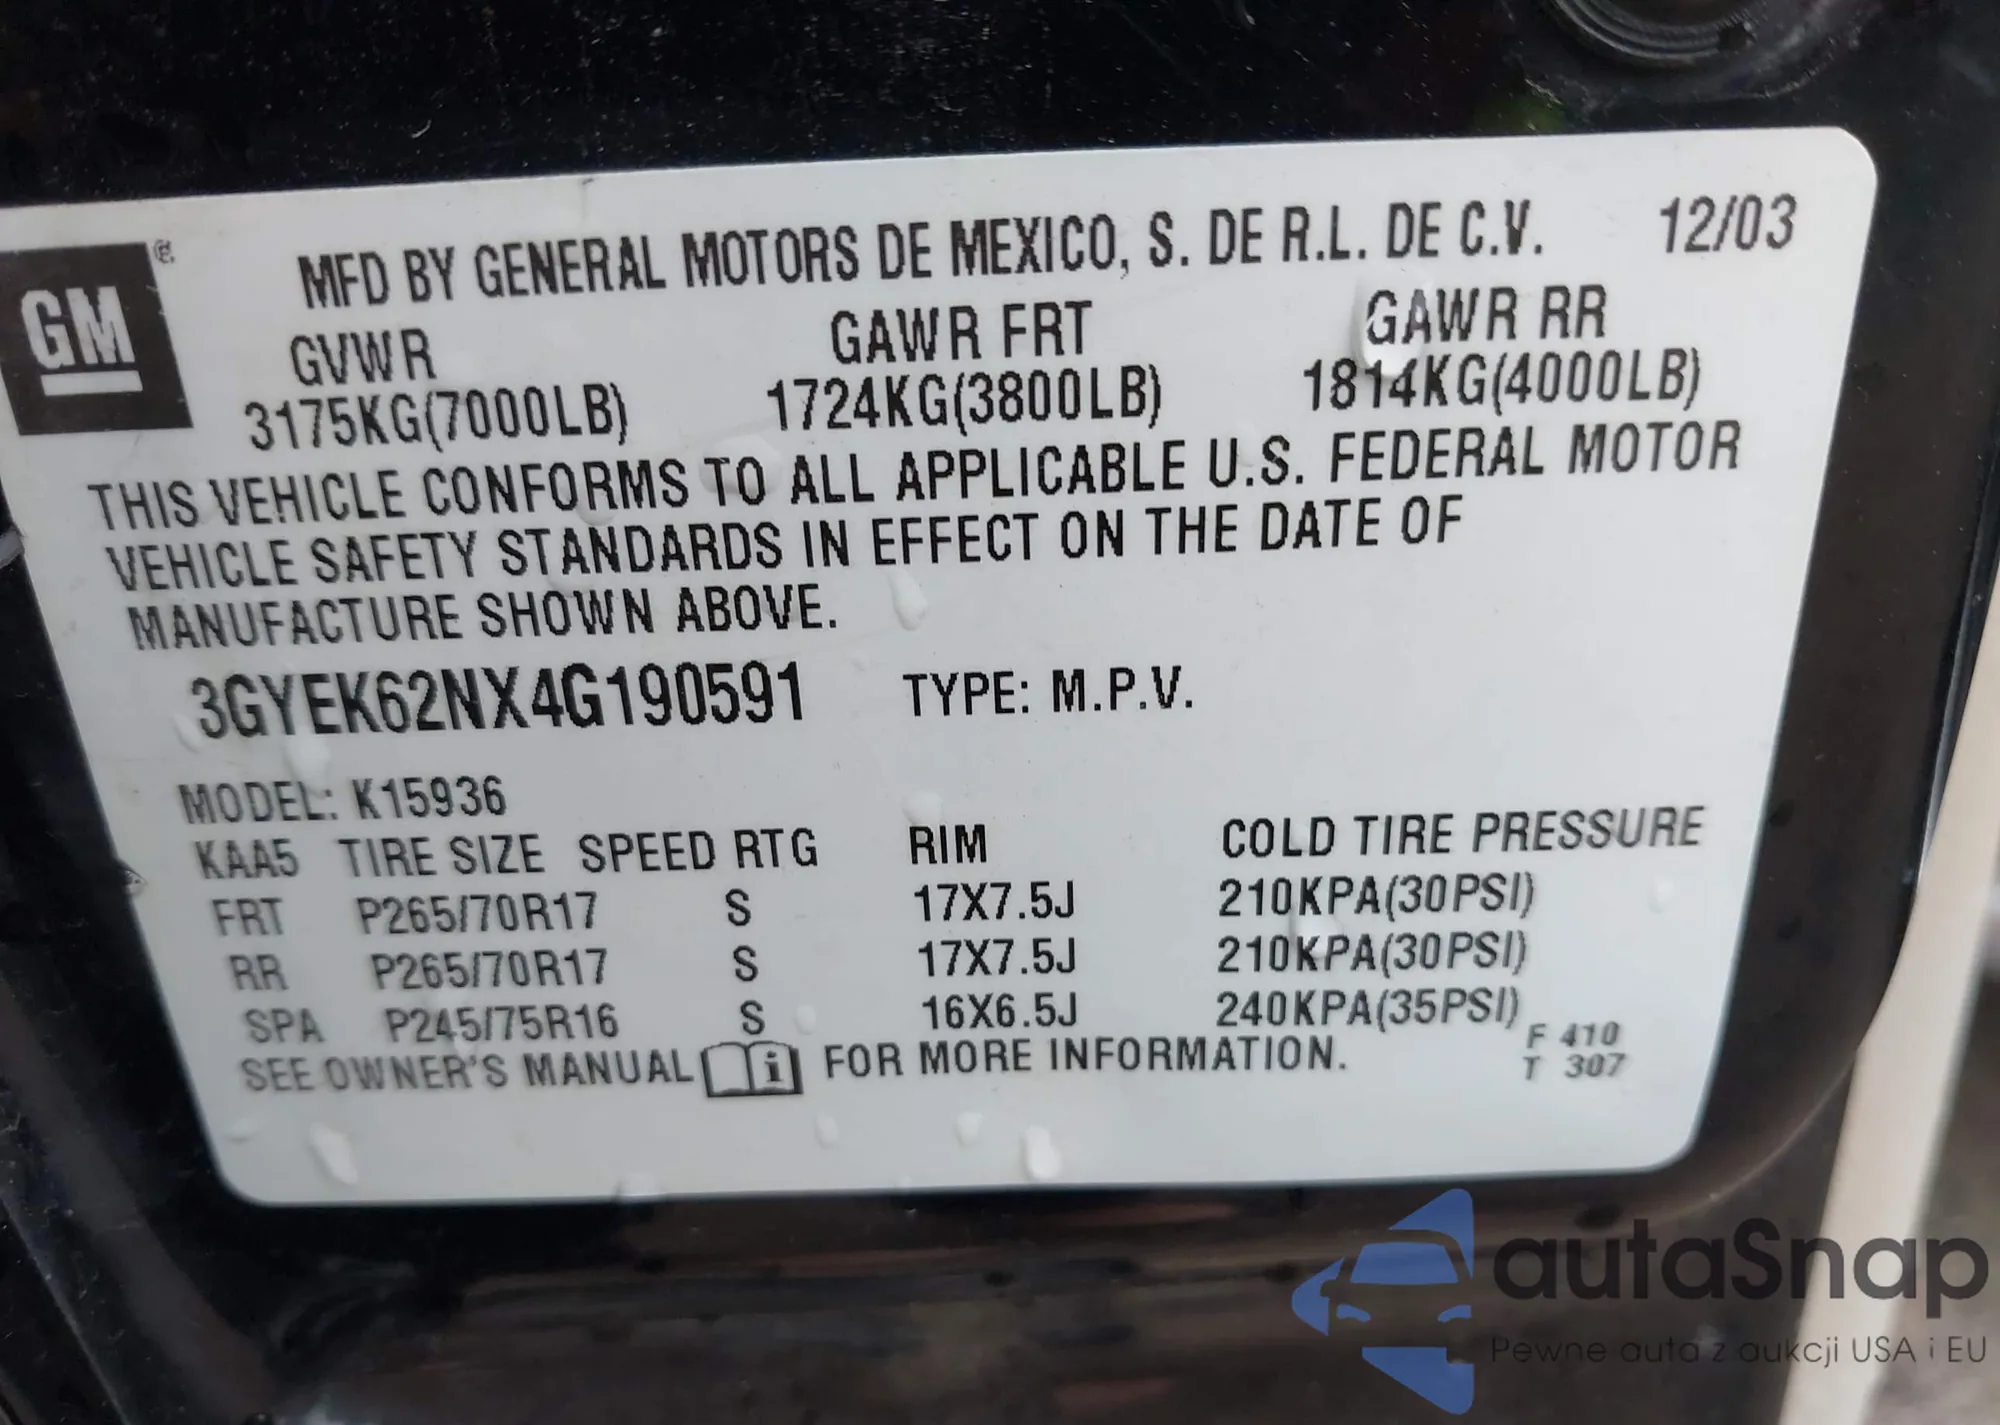 GM
MFD BY GENERAL MOTORS DE MEXICO, S. DE R.L. DE C.V. 12/03
GVWR GAWR FRT GAWR RR
3175KG(7000LB) 1724KG(3800LB) 1814KG(4000LB)
THIS VEHICLE CONFORMS TO ALL APPLICABLE U.S. FEDERAL MOTOR
VEHICLE SAFETY STANDARDS IN EFFECT ON THE DATE OF
MANUFACTURE SHOWN ABOVE.
3GYEK62NX4G190591 TYPE: M.P.V.
MODEL: K15936
KAA5 TIRE SIZE SPEED RTG RIM COLD TIRE PRESSURE
FRT P265/70R17 S 17X7.5J 210KPA(30PSI)
RR P265/70R17 S 17X7.5J 210KPA(30PSI)
SPA P245/75R16 S 16X6.5J 240KPA(35PSI)
SEE OWNER'S MANUAL i FOR MORE INFORMATION.
F 410
T 307
autaSnap
Pewne auta z aukcji USA i EU